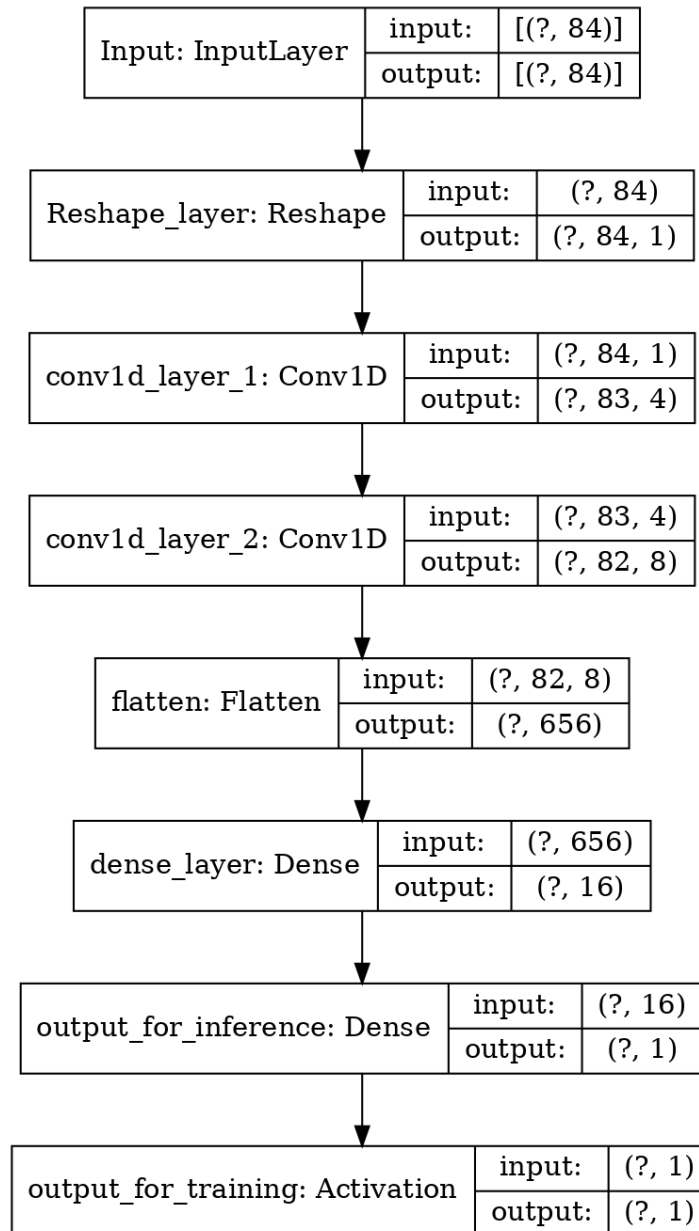 Input: InputLayer
input: [(?, 84)]
output: [(?, 84)]
Reshape_layer: Reshape
input: (?, 84)
output: (?, 84, 1)
conv1d_layer_1: Conv1D
input: (?, 84, 1)
output: (?, 83, 4)
conv1d_layer_2: Conv1D
input: (?, 83, 4)
output: (?, 82, 8)
flatten: Flatten
input: (?, 82, 8)
output: (?, 656)
dense_layer: Dense
input: (?, 656)
output: (?, 16)
output_for_inference: Dense
input: (?, 16)
output: (?, 1)
output_for_training: Activation
input: (?, 1)
output: (?, 1)